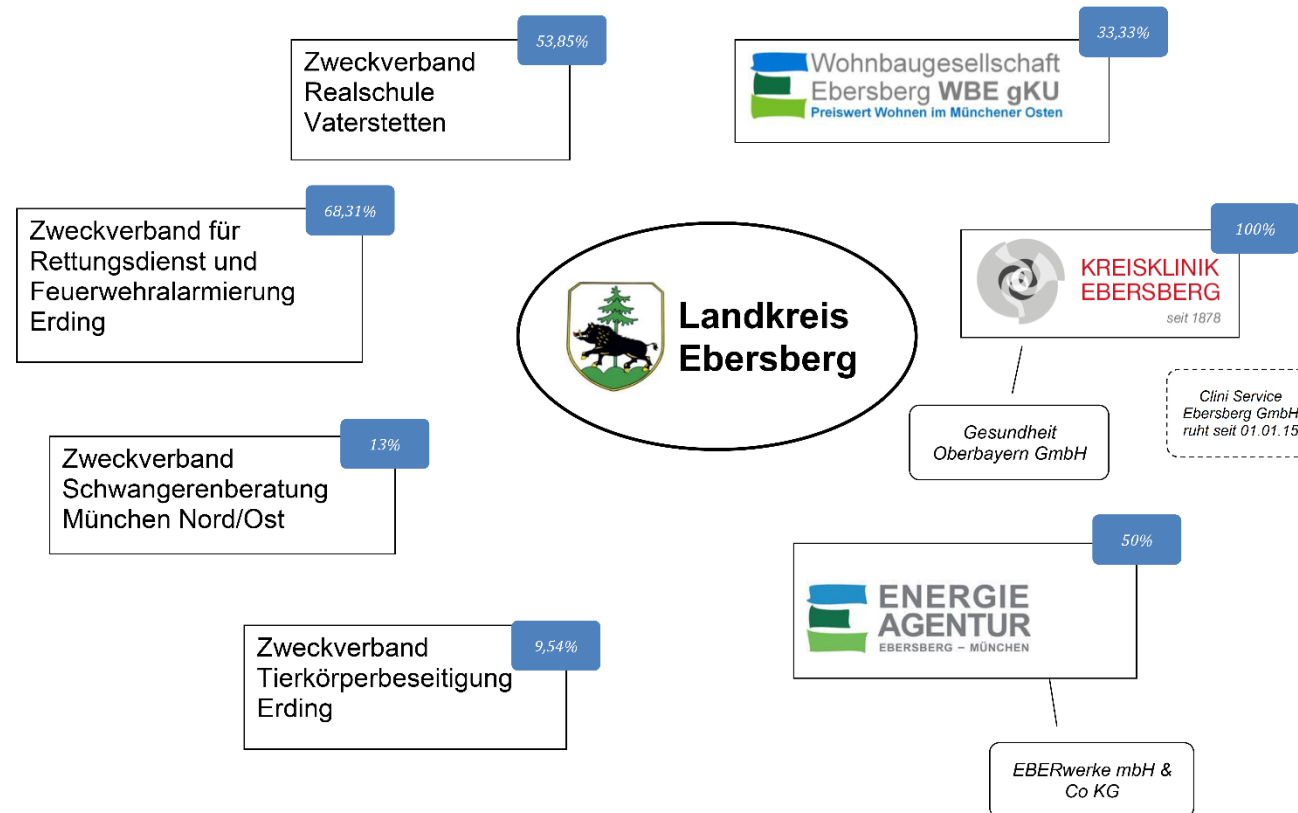 53,85%
Zweckverband
Realschule
Vaterstetten
33,33%
Wohnbaugesellschaft
Ebersberg WBE gKU
Preiswert Wohnen im Münchener Osten
68,31%
Zweckverband für
Rettungsdienst und
Feuerwehralarmierung
Erding
Landkreis
Ebersberg
100%
KREISKLINIK
EBERSBERG
seit 1878
Gesundheit
Oberbayern GmbH
Clini Service
Ebersberg GmbH
ruht seit 01.01.15
13%
Zweckverband
Schwangerenberatung
München Nord/Ost
50%
ENERGIE
AGENTUR
EBERSBERG – MÜNCHEN
9,54%
Zweckverband
Tierkörperbeseitigung
Erding
EBERwerke mbH &
Co KG